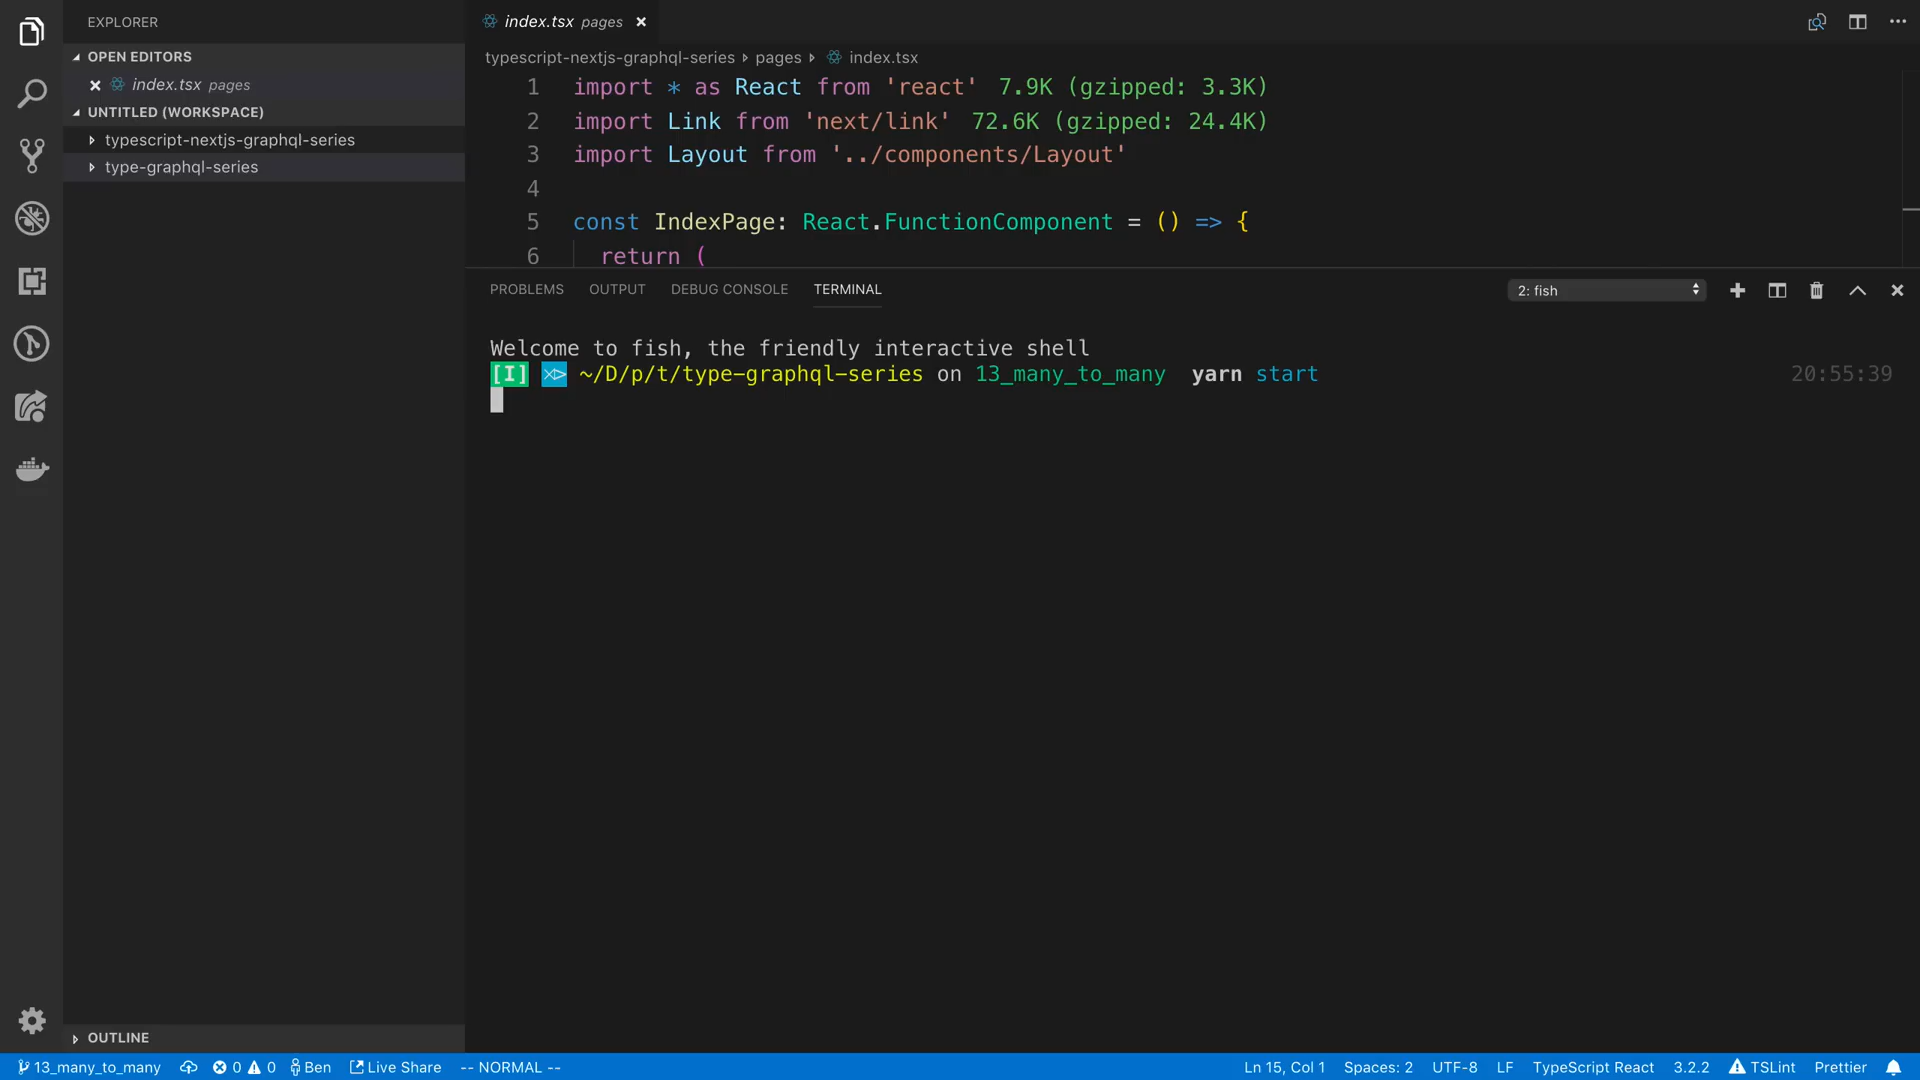 EXPLORER
OPEN EDITORS
index.tsx pages
UNTITLED (WORKSPACE)
typescript-nextjs-graphql-series
type-graphql-series
OUTLINE
index.tsx pages
typescript-nextjs-graphql-series pages index.tsx
1 import * as React from 'react' 7.9K (gzipped: 3.3K)
2 import Link from 'next/link' 72.6K (gzipped: 24.4K)
3 import Layout from '../components/Layout'
4
5 const IndexPage: React.FunctionComponent = () => {
6 return (
PROBLEMS OUTPUT DEBUG CONSOLE TERMINAL 2: fish
Welcome to fish, the friendly interactive shell
[I] ~/D/p/t/type-graphql-series on 13_many_to_many yarn start 20:55:39
13_many_to_many 0 0 Ben Live Share -- NORMAL -- Ln 15, Col 1 Spaces: 2 UTF-8 LF TypeScript React 3.2.2 TSLint Prettier